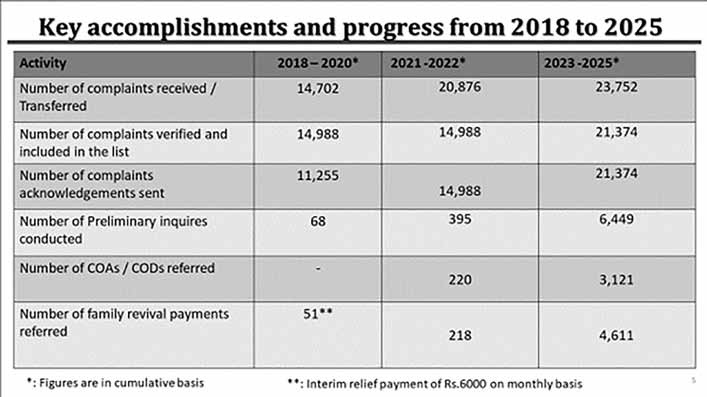 Key accomplishments and progress from 2018 to 2025
Activity 2018 – 2020* 2021 -2022* 2023 -2025*
Number of complaints received / 14,702 20,876 23,752
Transferred
Number of complaints verified and 14,988 14,988 21,374
included in the list
Number of complaints 11,255 21,374
acknowledgements sent 14,988
Number of Preliminary inquires 68 395 6,449
conducted
Number of COAs / CODs referred -
220 3,121
Number of family revival payments 51**
referred 218 4,611
*: Figures are in cumulative basis **: Interim relief payment of Rs.6000 on monthly basis 5